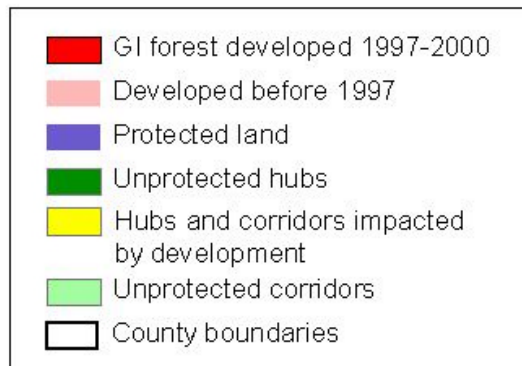 GI forest developed 1997-2000
Developed before 1997
Protected land
Unprotected hubs
Hubs and corridors impacted
by development
Unprotected corridors
County boundaries